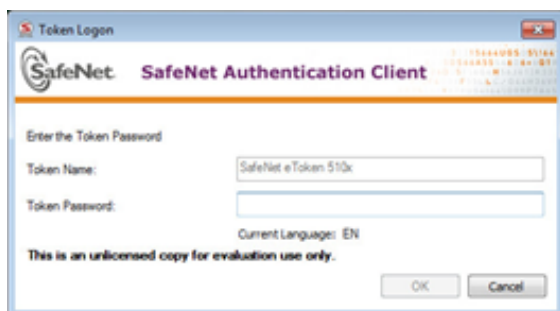 Token Logon
SafeNet SafeNet Authentication Client
Enter the Token Password
Token Name: SafeNet eToken 510x
Token Password:
Current Language: EN
This is an unlicensed copy for evaluation use only.
OK Cancel